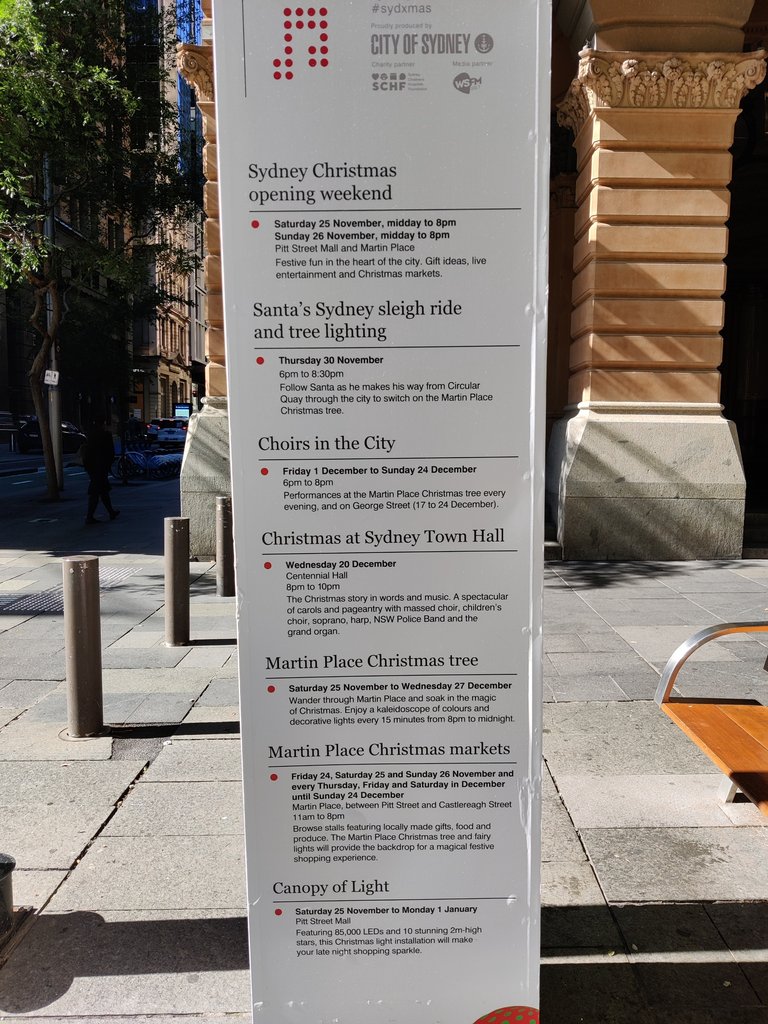 #sydxmas
Proudly produced by
CITY OF SYDNEY
Charity partner
Media partner
SCHF
Sydney
Children's
Hospitals
Foundation
WSFM
Sydney Christmas
opening weekend
Saturday 25 November, midday to 8pm
Sunday 26 November, midday to 8pm
Pitt Street Mall and Martin Place
Festive fun in the heart of the city. Gift ideas, live
entertainment and Christmas markets.
Santa's Sydney sleigh ride
and tree lighting
Thursday 30 November
6pm to 8:30pm
Follow Santa as he makes his way from Circular
Quay through the city to switch on the Martin Place
Christmas tree.
Choirs in the City
Friday 1 December to Sunday 24 December
6pm to 8pm
Performances at the Martin Place Christmas tree every
evening, and on George Street (17 to 24 December).
Christmas at Sydney Town Hall
Wednesday 20 December
Centennial Hall
8pm to 10pm
The Christmas story in words and music. A spectacular
of carols and pageantry with massed choir, children's
choir, soprano, harp, NSW Police Band and the
grand organ.
Martin Place Christmas tree
Saturday 25 November to Wednesday 27 December
Wander through Martin Place and soak in the magic
of Christmas. Enjoy a kaleidoscope of colours and
decorative lights every 15 minutes from 8pm to midnight.
Martin Place Christmas markets
Friday 24, Saturday 25 and Sunday 26 November and
every Thursday, Friday and Saturday in December
until Sunday 24 December
Martin Place, between Pitt Street and Castlereagh Street
11am to 8pm
Browse stalls featuring locally made gifts, food and
produce. The Martin Place Christmas tree and fairy
lights will provide the backdrop for a magical festive
shopping experience.
Canopy of Light
Saturday 25 November to Monday 1 January
Pitt Street Mall
Featuring 85,000 LEDs and 10 stunning 2m-high
stars, this Christmas light installation will make
your late night shopping sparkle.